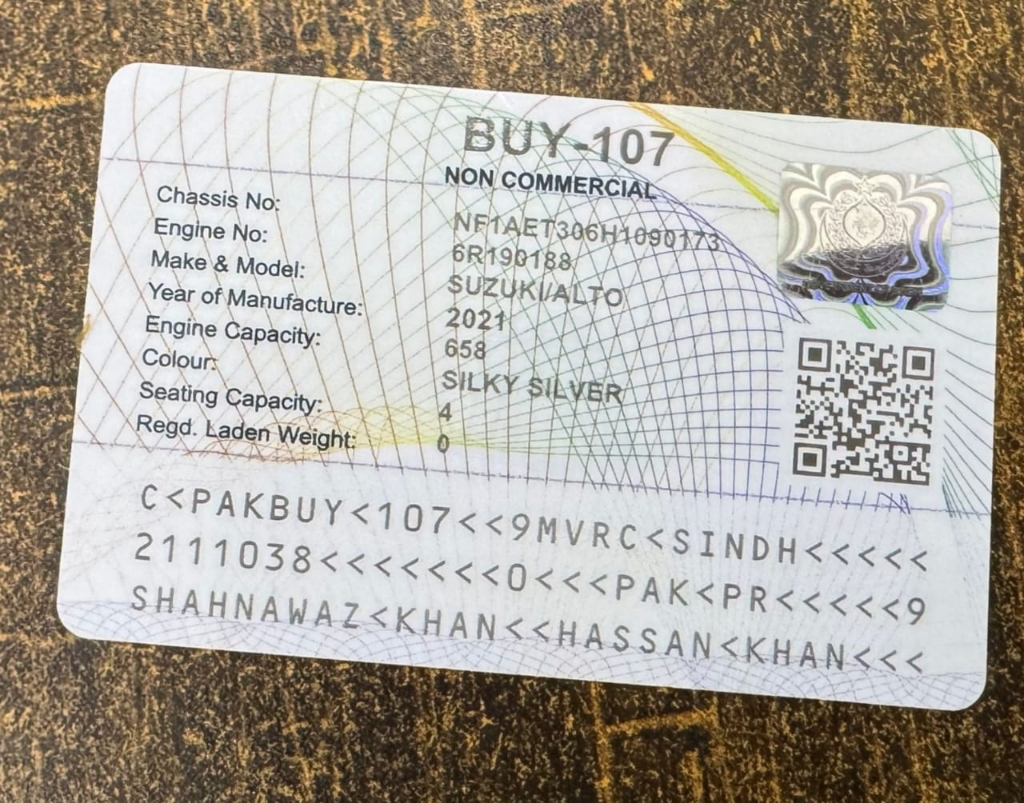 BUY-107
NON COMMERCIAL
Chassis No: NF1AET306H1090173
Engine No: 6R190188
Make & Model: SUZUKI/ALTO
Year of Manufacture: 2021
Engine Capacity: 658
Colour: SILKY SILVER
Seating Capacity: 4
Regd. Laden Weight: 0
C<PAKBUY<107<<9MVRC<SINDH<<<<<
2111038<<<<<<<0<<<PAK<PR<<<<<9
SHAHNAWAZ<KHAN<<HASSAN<KHAN<<<